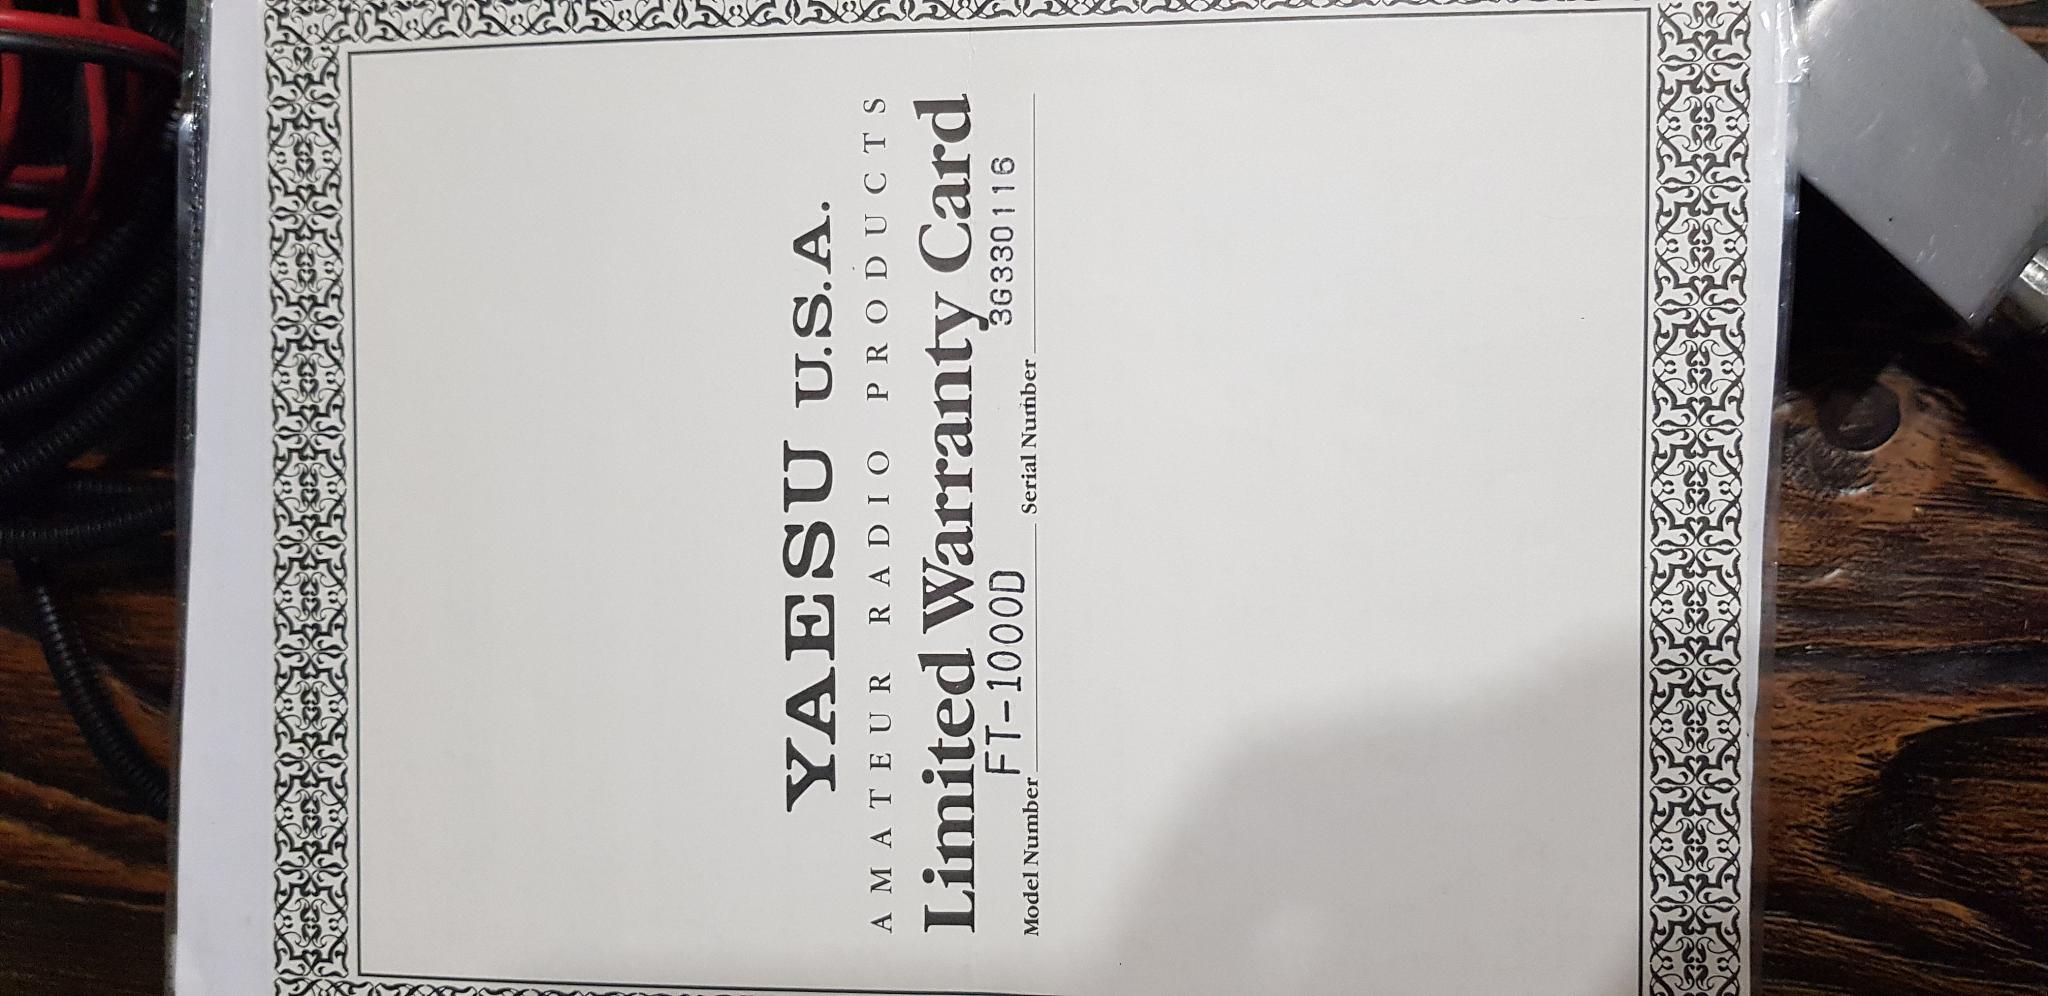 YAESU U.S.A.
AMATEUR RADIO PRODUCTS
Limited Warranty Card
Model Number FT-1000D Serial Number 3G330116